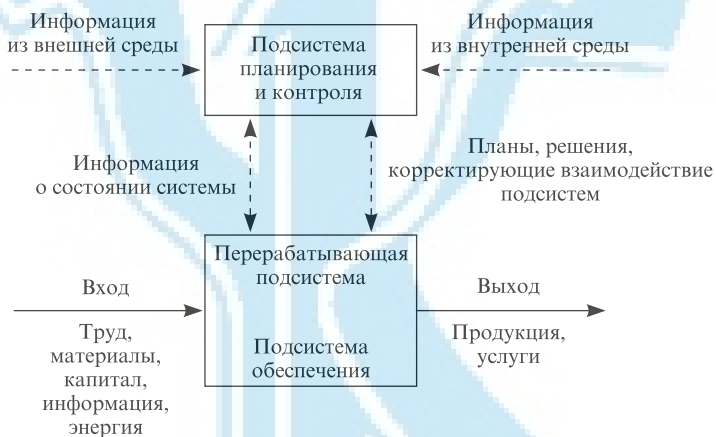 Информация
из внешней среды
Подсистема
планирования
и контроля
Информация
из внутренней среды
Информация
о состоянии системы
Планы, решения,
корректирующие взаимодействие
подсистем
Перерабатывающая
подсистема
Подсистема
обеспечения
Вход
Труд,
материалы,
капитал,
информация,
энергия
Выход
Продукция,
услуги